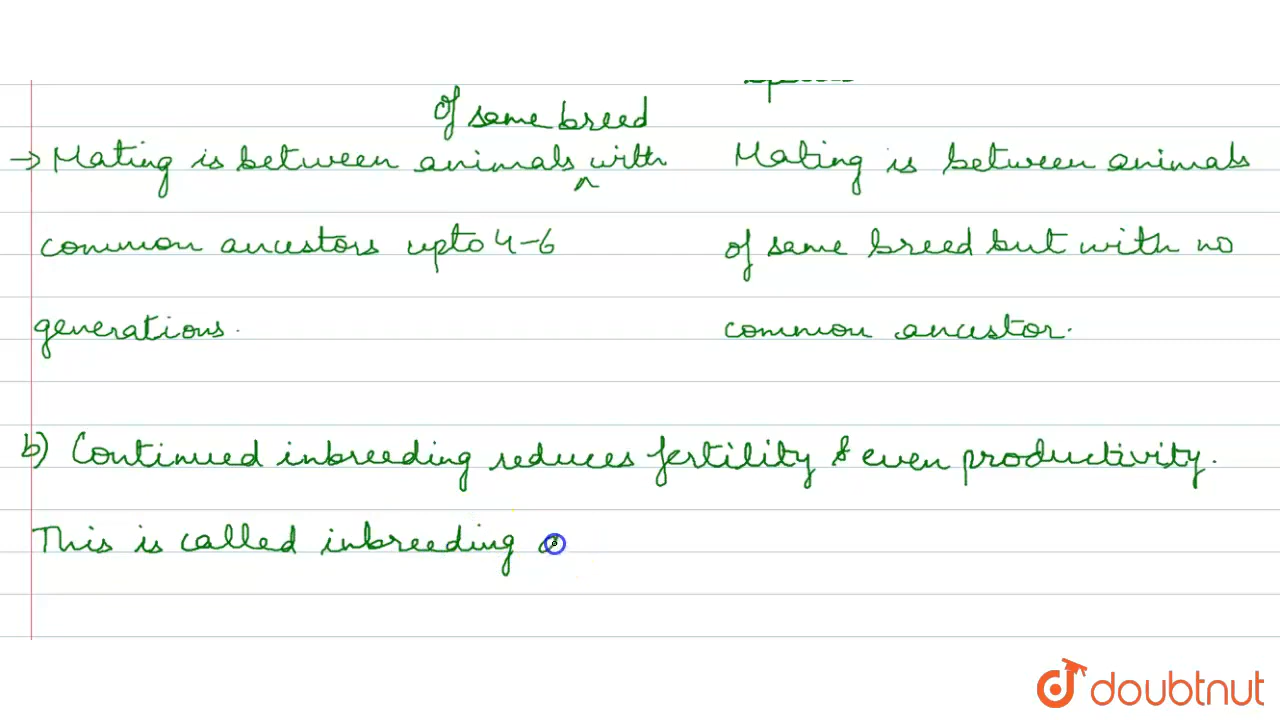 of same breed
→ Mating is between animals ^ with
common ancestors upto 4-6
generations.
Mating is between animals
of same breed but with no
common ancestor.
b) Continued inbreeding reduces fertility & even productivity.
This is called inbreeding
doubtnut